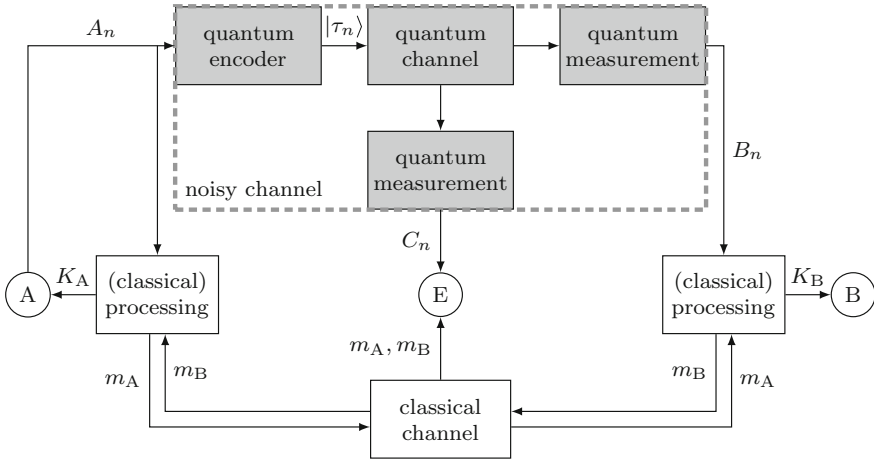 A_n
quantum
encoder
|τ_n⟩
quantum
channel
quantum
measurement
quantum
measurement
noisy channel
B_n
C_n
A
K_A
(classical)
processing
E
(classical)
processing
K_B
B
m_A
m_B
m_A, m_B
m_B
m_A
classical
channel